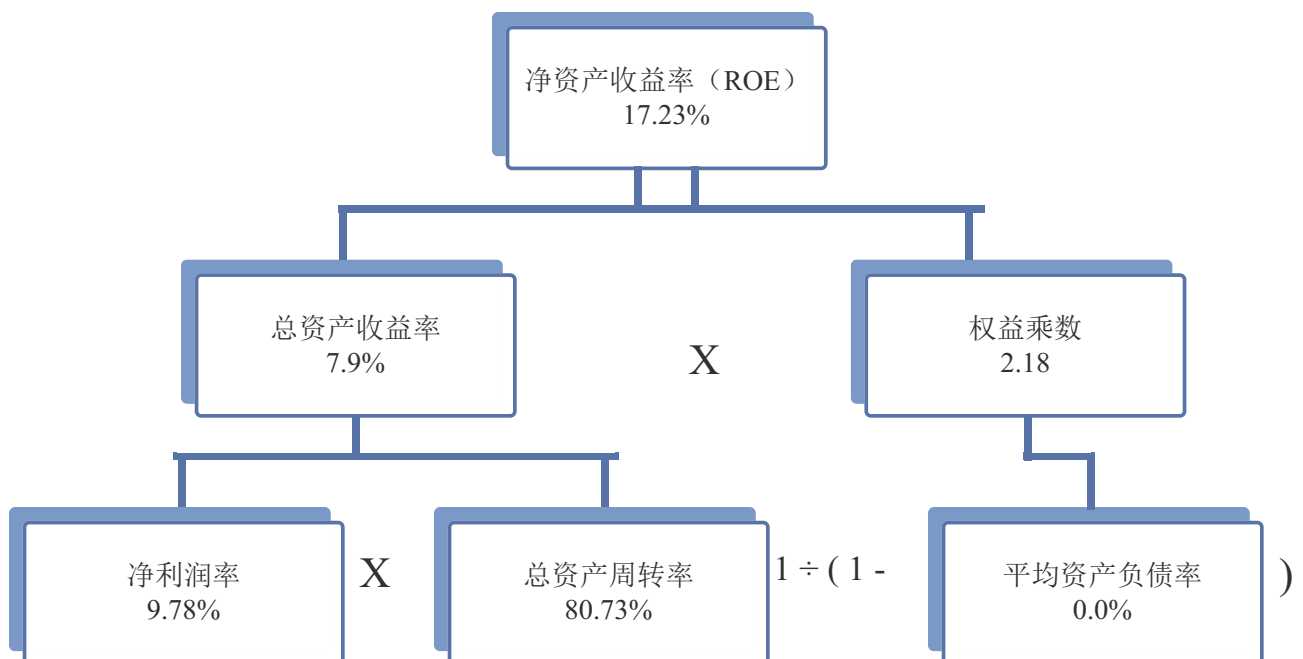 净资产收益率（ROE）
17.23%
总资产收益率
7.9%
X
权益乘数
2.18
净利润率
9.78%
X
总资产周转率
80.73%
1 ÷ ( 1 -
平均资产负债率
0.0%
)